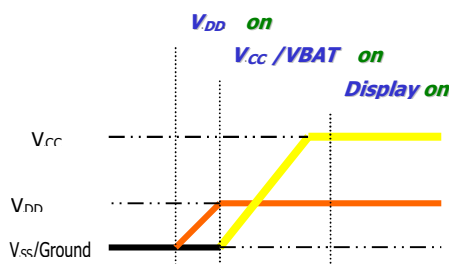 VDD on
VCC /VBAT on
Display on
VCC
VDD
VSS/Ground